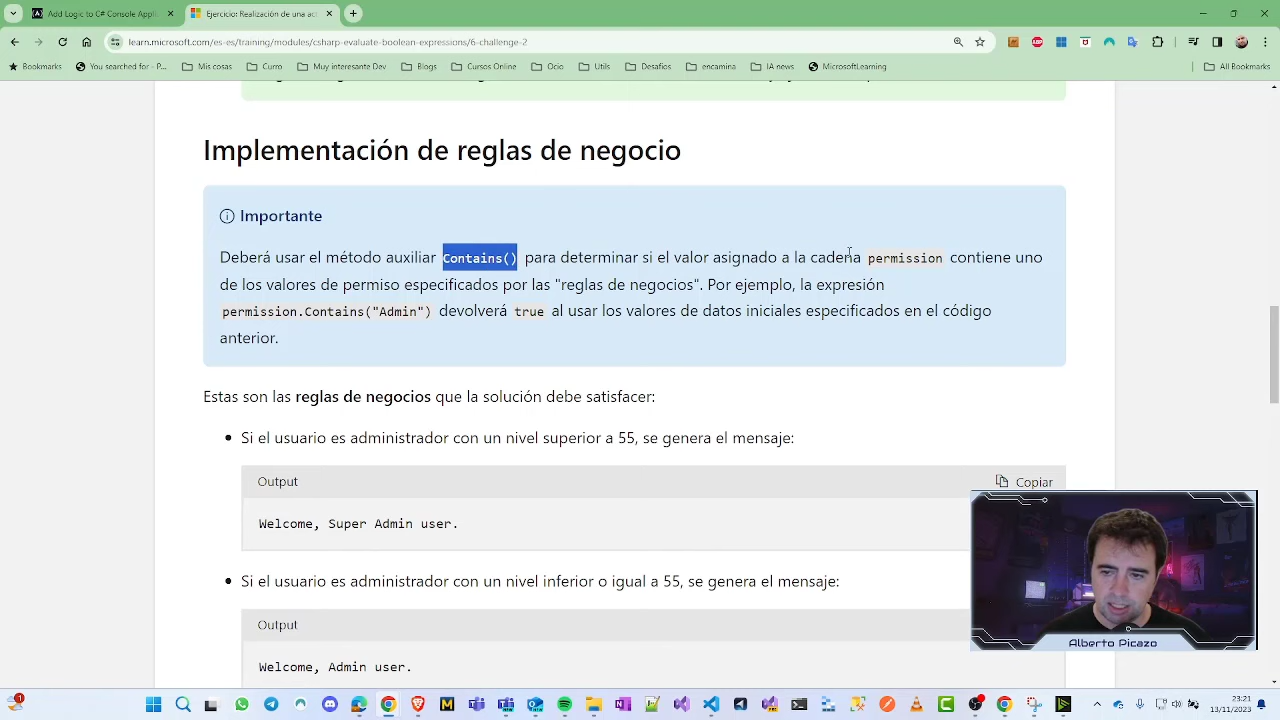 Add Logic to C# Console Appli
Ejercicio: Realización de una ac
learn.microsoft.com/es-es/training/modules/csharp-evaluate-boolean-expressions/6-challenge-2
Bookmarks
You searched for – P...
Mis cosas
Curro
Muy interesante Dev
Blogs
Cursos Online
Ocio
Utils
Desafios
encamina
IA news
MicrosoftLearning
All Bookmarks
Implementación de reglas de negocio
Importante
Deberá usar el método auxiliar Contains() para determinar si el valor asignado a la cadena permission contiene uno
de los valores de permiso especificados por las "reglas de negocios". Por ejemplo, la expresión
permission.Contains("Admin") devolverá true al usar los valores de datos iniciales especificados en el código
anterior.
Estas son las reglas de negocios que la solución debe satisfacer:
Si el usuario es administrador con un nivel superior a 55, se genera el mensaje:
Output
Copiar
Welcome, Super Admin user.
Si el usuario es administrador con un nivel inferior o igual a 55, se genera el mensaje:
Output
Welcome, Admin user.
Alberto Picazo
1
23:21
13/11/2023